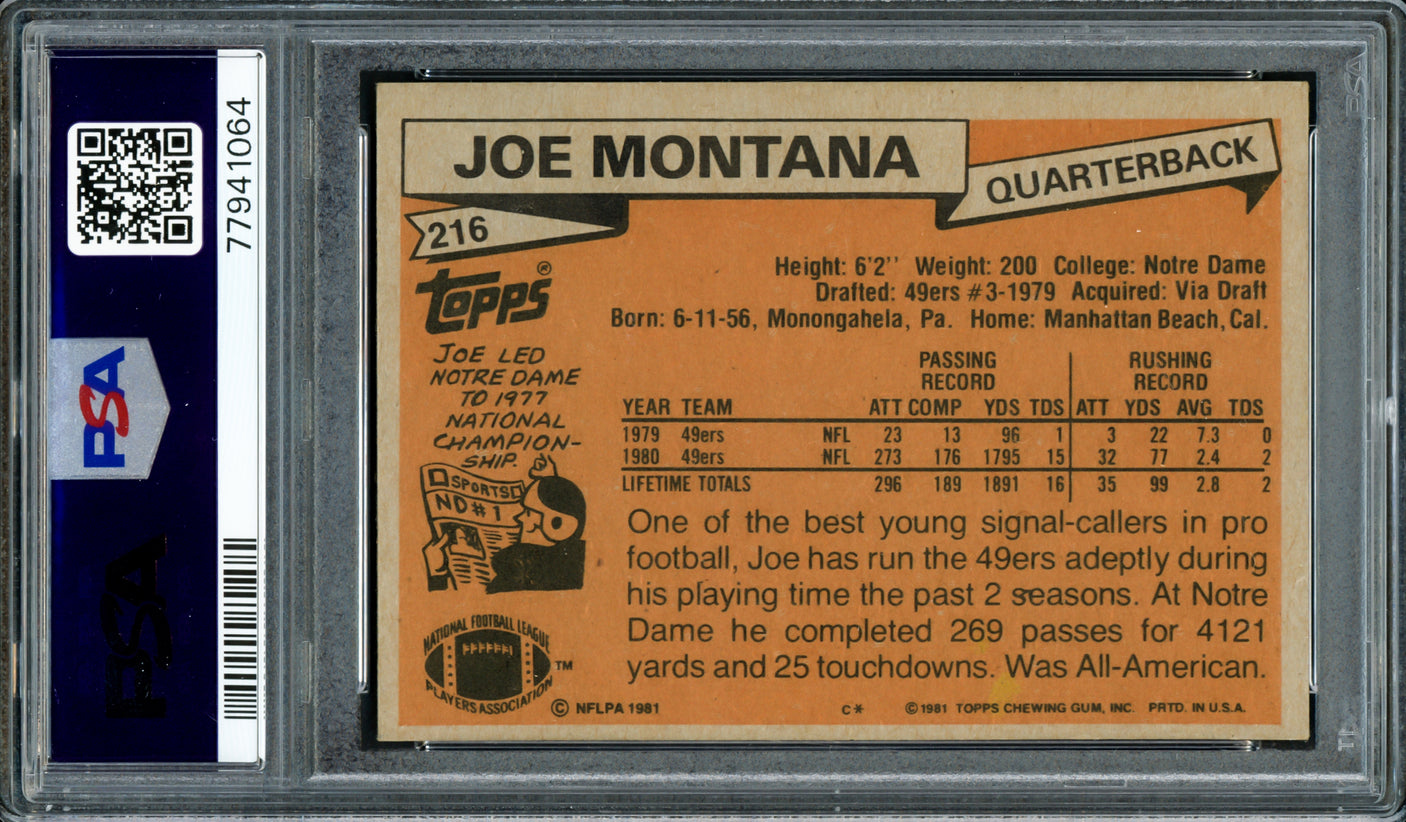 77941064
PSA
PSA
JOE MONTANA
QUARTERBACK
216
topps®
JOE LED
NOTRE DAME
TO 1977
NATIONAL
CHAMPION-
SHIP.
SPORTS
ND#1
NATIONAL FOOTBALL LEAGUE
PLAYERS ASSOCIATION
TM
© NFLPA 1981
Height: 6'2'' Weight: 200 College: Notre Dame
Drafted: 49ers #3-1979 Acquired: Via Draft
Born: 6-11-56, Monongahela, Pa. Home: Manhattan Beach, Cal.
PASSING RUSHING
RECORD RECORD
YEAR TEAM ATT COMP YDS TDS ATT YDS AVG TDS
1979 49ers NFL 23 13 96 1 3 22 7.3 0
1980 49ers NFL 273 176 1795 15 32 77 2.4 2
LIFETIME TOTALS 296 189 1891 16 35 99 2.8 2
One of the best young signal-callers in pro
football, Joe has run the 49ers adeptly during
his playing time the past 2 seasons. At Notre
Dame he completed 269 passes for 4121
yards and 25 touchdowns. Was All-American.
C* ©1981 TOPPS CHEWING GUM, INC. PRTD. IN U.S.A.
PSA